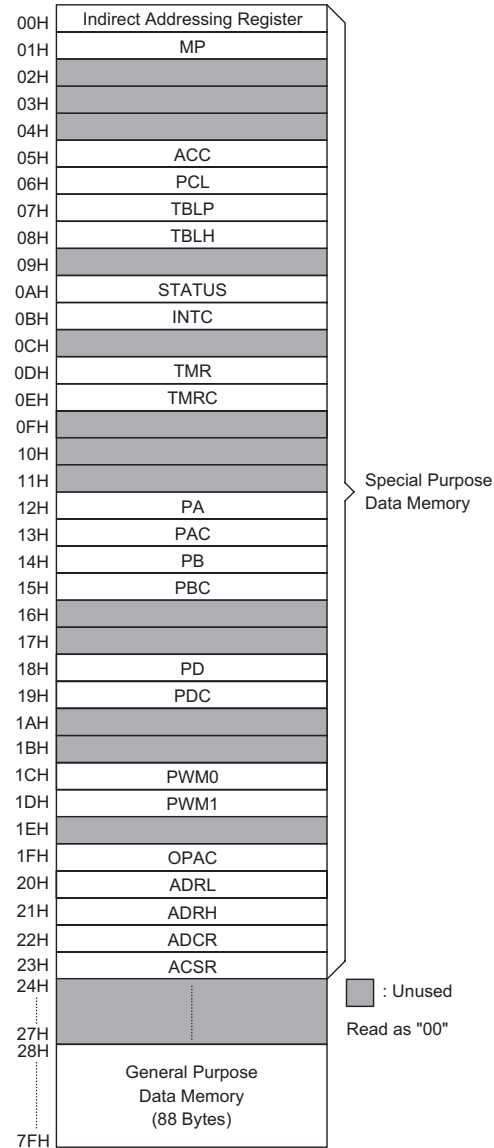 00H Indirect Addressing Register
01H MP
02H
03H
04H
05H ACC
06H PCL
07H TBLP
08H TBLH
09H
0AH STATUS
0BH INTC
0CH
0DH TMR
0EH TMRC
0FH
10H
11H
Special Purpose
Data Memory
12H PA
13H PAC
14H PB
15H PBC
16H
17H
18H PD
19H PDC
1AH
1BH
1CH PWM0
1DH PWM1
1EH
1FH OPAC
20H ADRL
21H ADRH
22H ADCR
23H ACSR
24H
: Unused
27H
Read as "00"
28H
General Purpose
Data Memory
(88 Bytes)
7FH